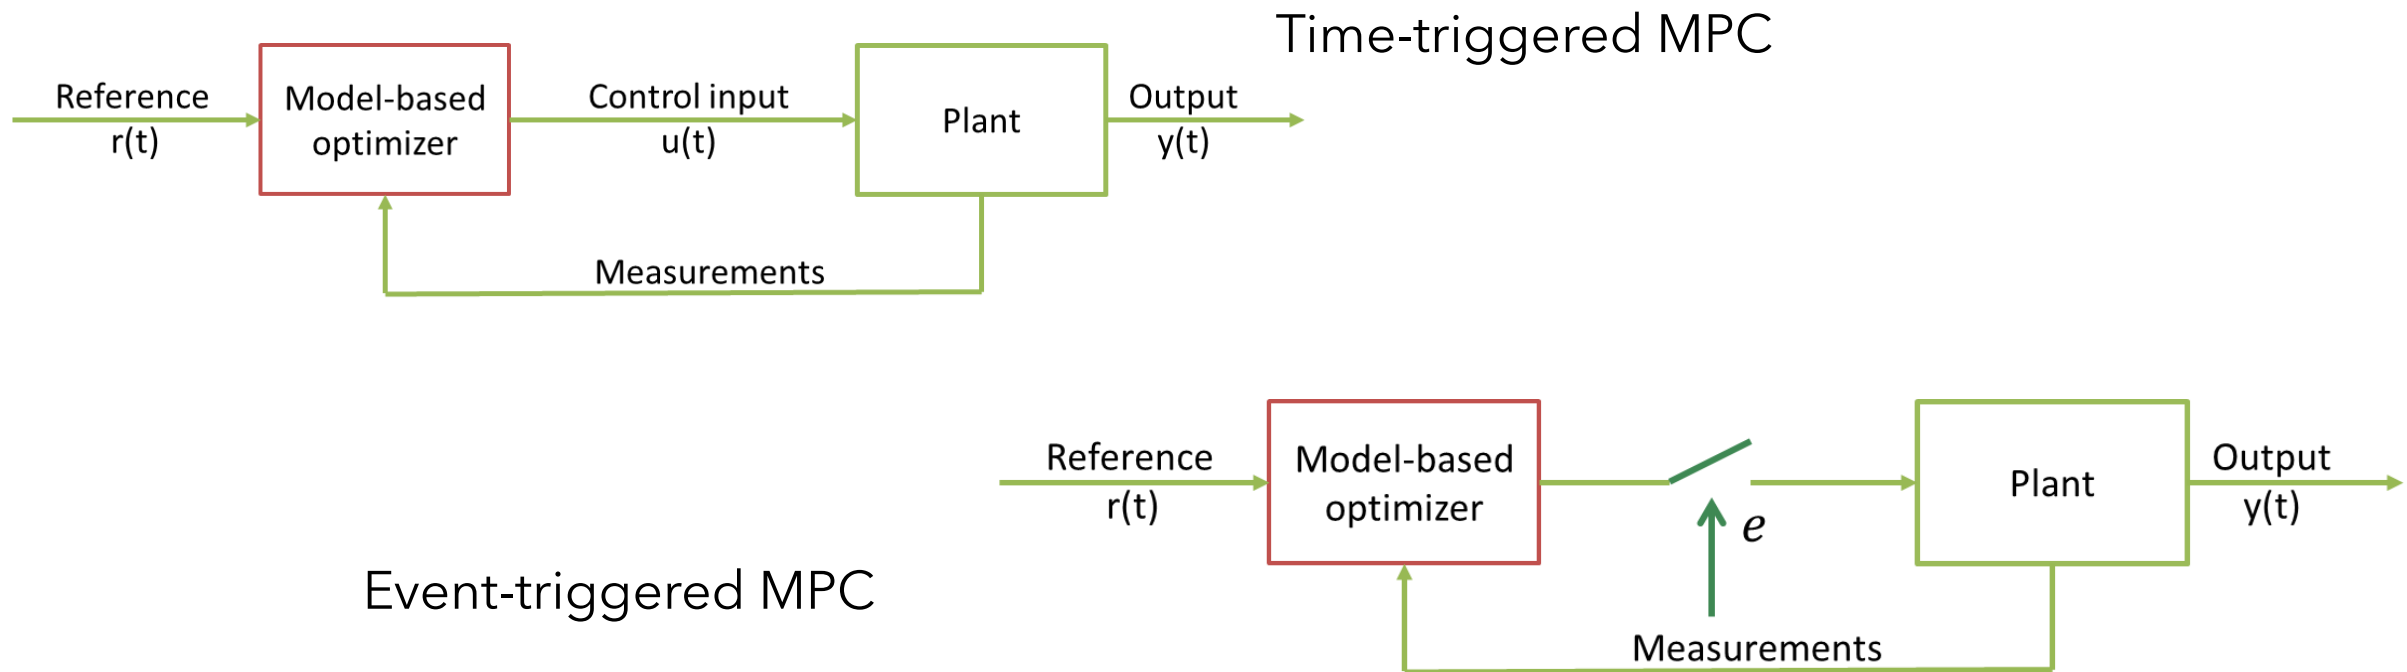 Time-triggered MPC
Reference
r(t)
Model-based
optimizer
Control input
u(t)
Plant
Output
y(t)
Measurements
Event-triggered MPC
Reference
r(t)
Model-based
optimizer
e
Plant
Output
y(t)
Measurements